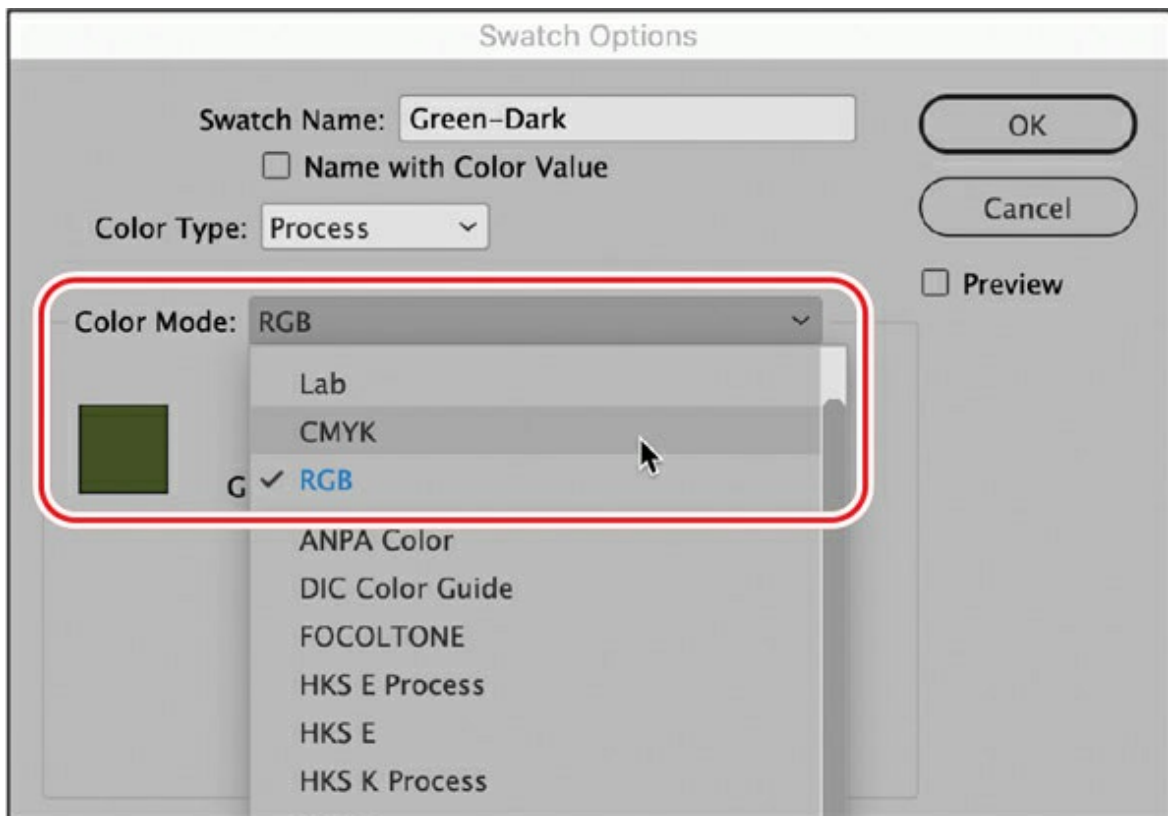 Swatch Options
Swatch Name: Green-Dark
OK
Name with Color Value
Cancel
Color Type: Process
Preview
Color Mode: RGB
Lab
CMYK
G RGB
ANPA Color
DIC Color Guide
FOCOLTONE
HKS E Process
HKS E
HKS K Process